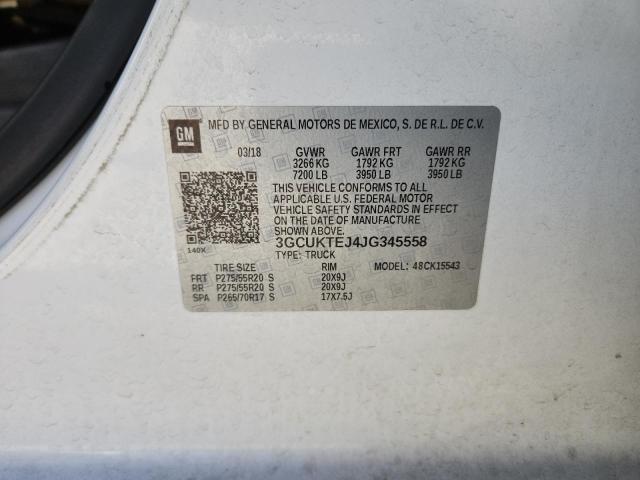 GM
MFD BY GENERAL MOTORS DE MEXICO, S. DE R.L. DE C.V.
03/18 GVWR GAWR FRT GAWR RR
3266 KG 1792 KG 1792 KG
7200 LB 3950 LB 3950 LB
THIS VEHICLE CONFORMS TO ALL
APPLICABLE U.S. FEDERAL MOTOR
VEHICLE SAFETY STANDARDS IN EFFECT
ON THE DATE OF MANUFACTURE
SHOWN ABOVE.
3GCUKTEJ4JG345558
140X TYPE: TRUCK
TIRE SIZE RIM MODEL: 48CK15543
FRT P275/55R20 S 20X9J
RR P275/55R20 S 20X9J
SPA P265/70R17 S 17X7.5J